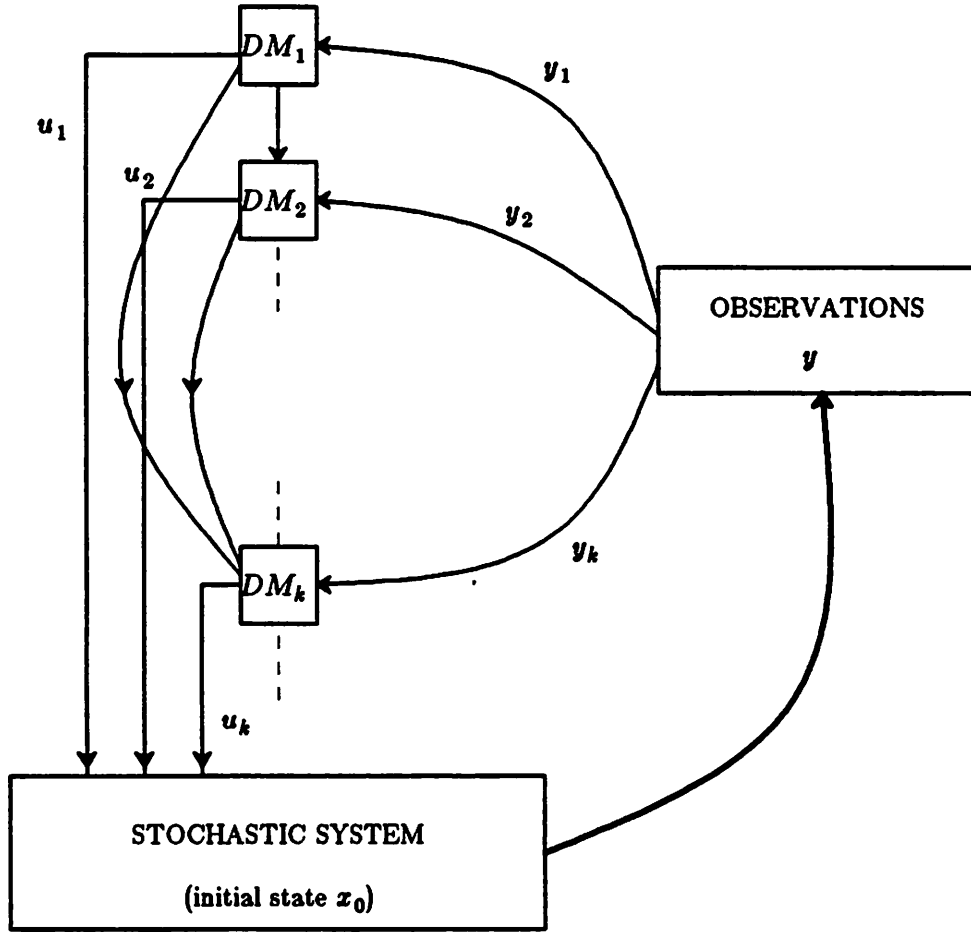 DM₁
y₁
u₁
u₂
DM₂
y₂
OBSERVATIONS
y
DMₖ
yₖ
uₖ
STOCHASTIC SYSTEM
(initial state x₀)